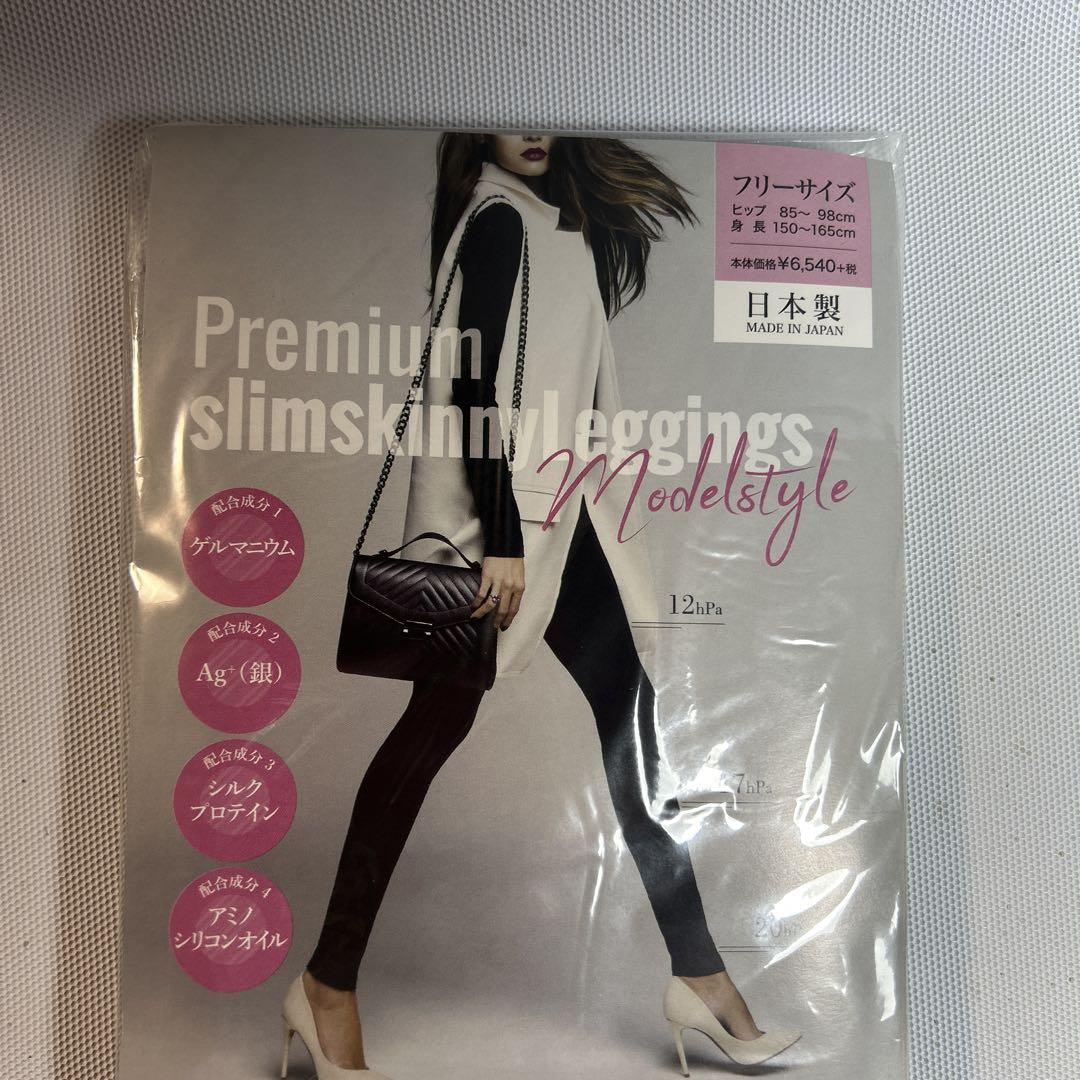 フリーサイズ
ヒップ 85〜 98cm
身 長 150〜165cm
本体価格¥6,540+税
日本製
MADE IN JAPAN
Premium
slimskinnyLeggings
Modelstyle
配合成分 1
ゲルマニウム
配合成分 2
Ag⁺(銀)
配合成分 3
シルク
プロテイン
配合成分 4
アミノ
シリコンオイル
12hPa